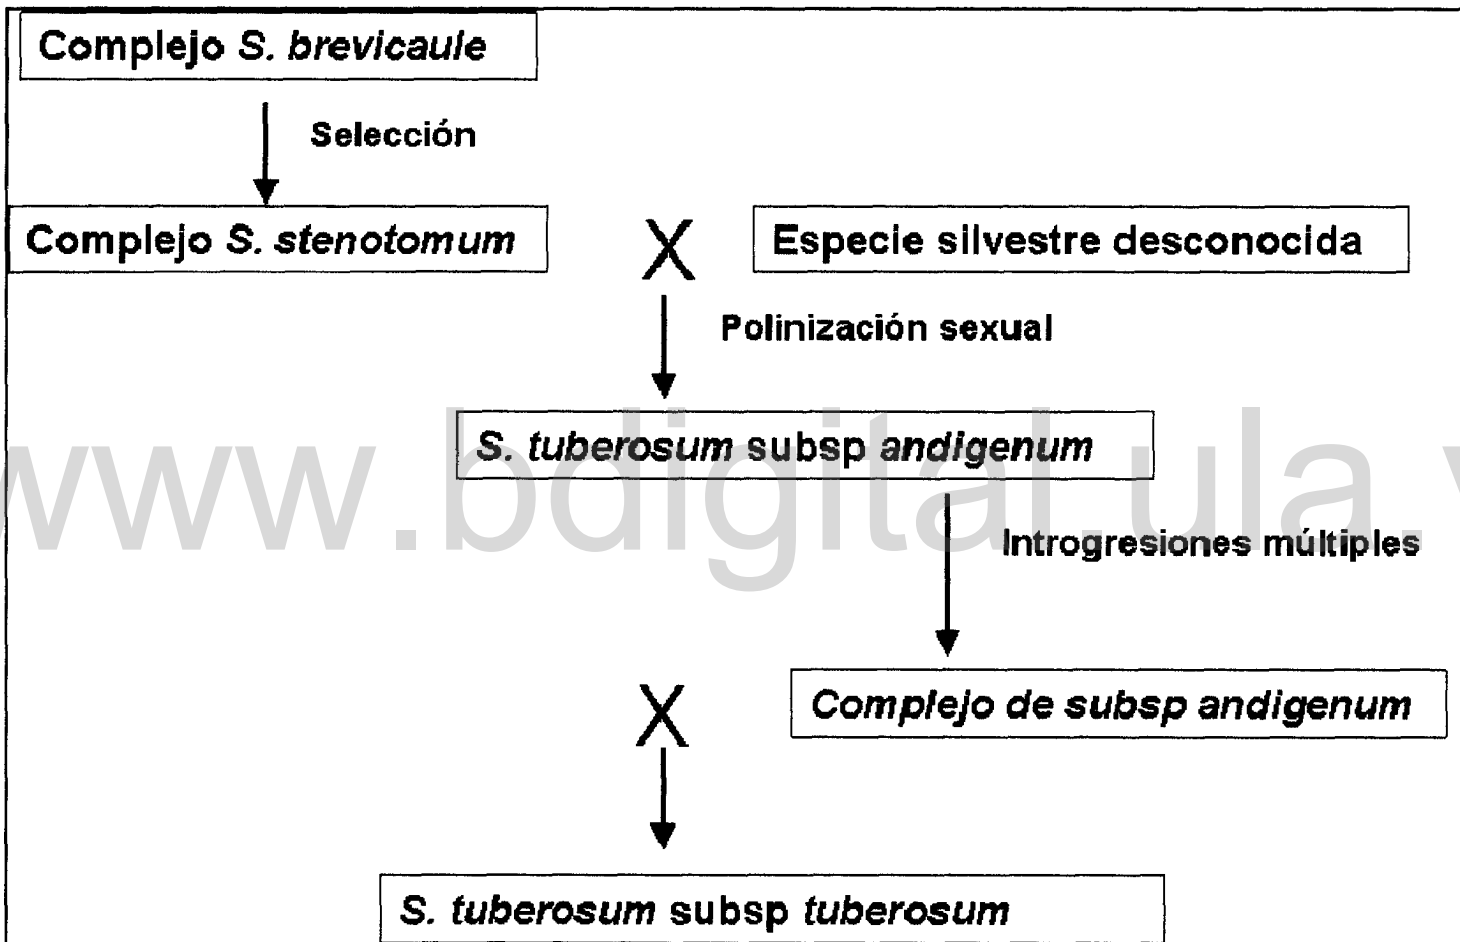 Complejo S. brevicaule
Selección
Complejo S. stenotomum
X
Especie silvestre desconocida
Polinización sexual
S. tuberosum subsp andigenum
www.bdigital.ula.v
Introgresiones múltiples
Complejo de subsp andigenum
X
S. tuberosum subsp tuberosum